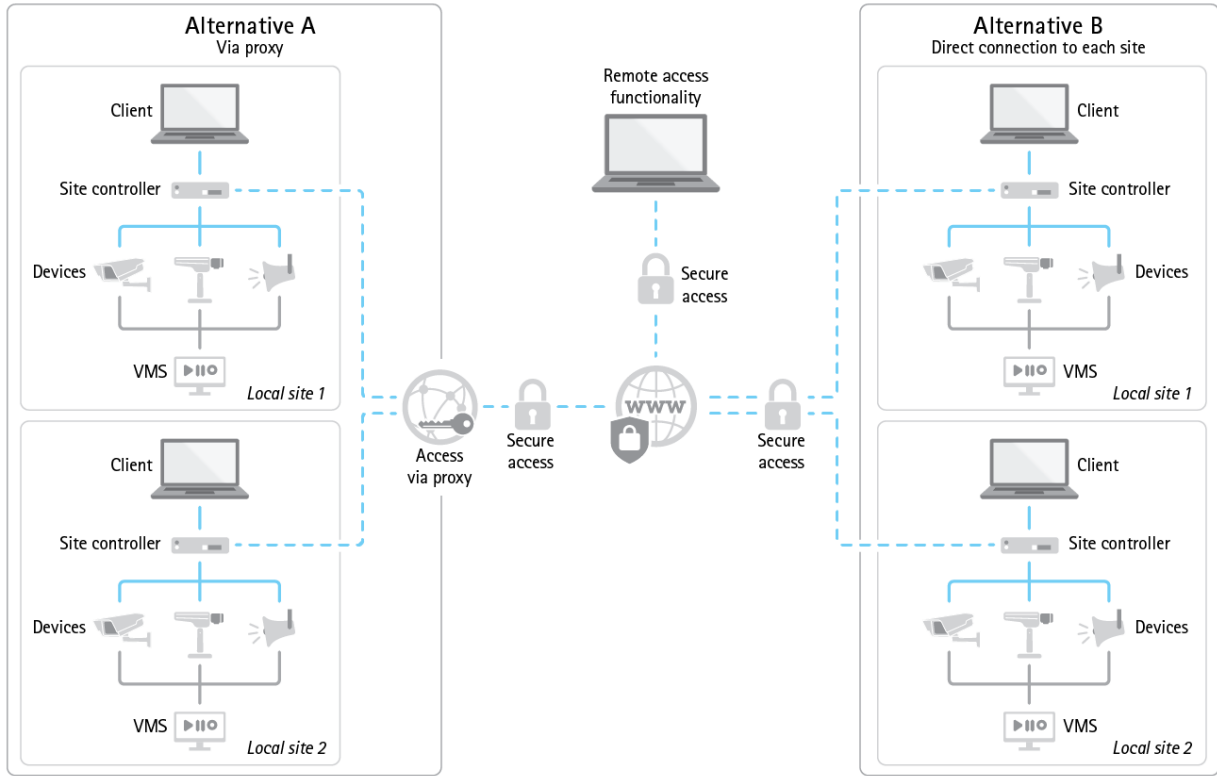 Alternative A
Via proxy
Client
Site controller
Devices
VMS
Local site 1
Client
Site controller
Devices
VMS
Local site 2
Access
via proxy
Secure
access
Remote access
functionality
Secure
access
WWW
Secure
access
Alternative B
Direct connection to each site
Client
Site controller
Devices
VMS
Local site 1
Client
Site controller
Devices
VMS
Local site 2